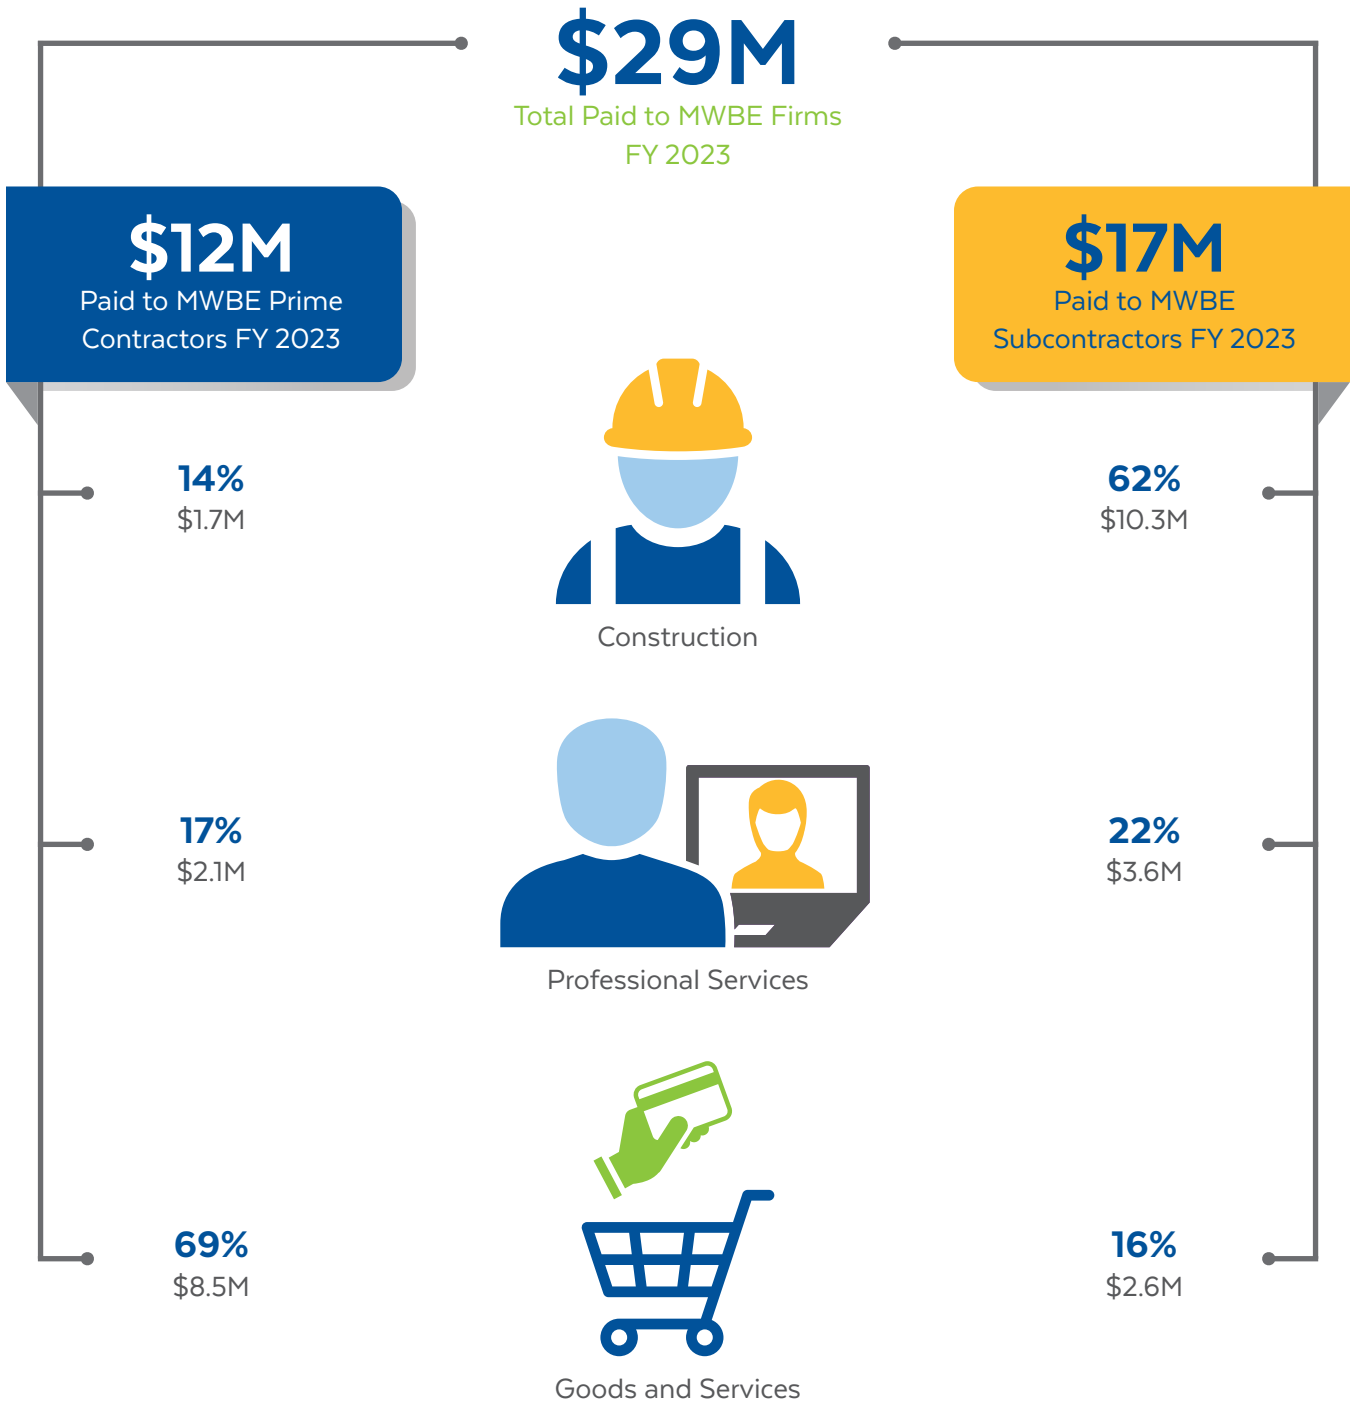 $29M
Total Paid to MWBE Firms
FY 2023
$12M
Paid to MWBE Prime
Contractors FY 2023
$17M
Paid to MWBE
Subcontractors FY 2023
14%
$1.7M
62%
$10.3M
Construction
17%
$2.1M
22%
$3.6M
Professional Services
69%
$8.5M
16%
$2.6M
Goods and Services